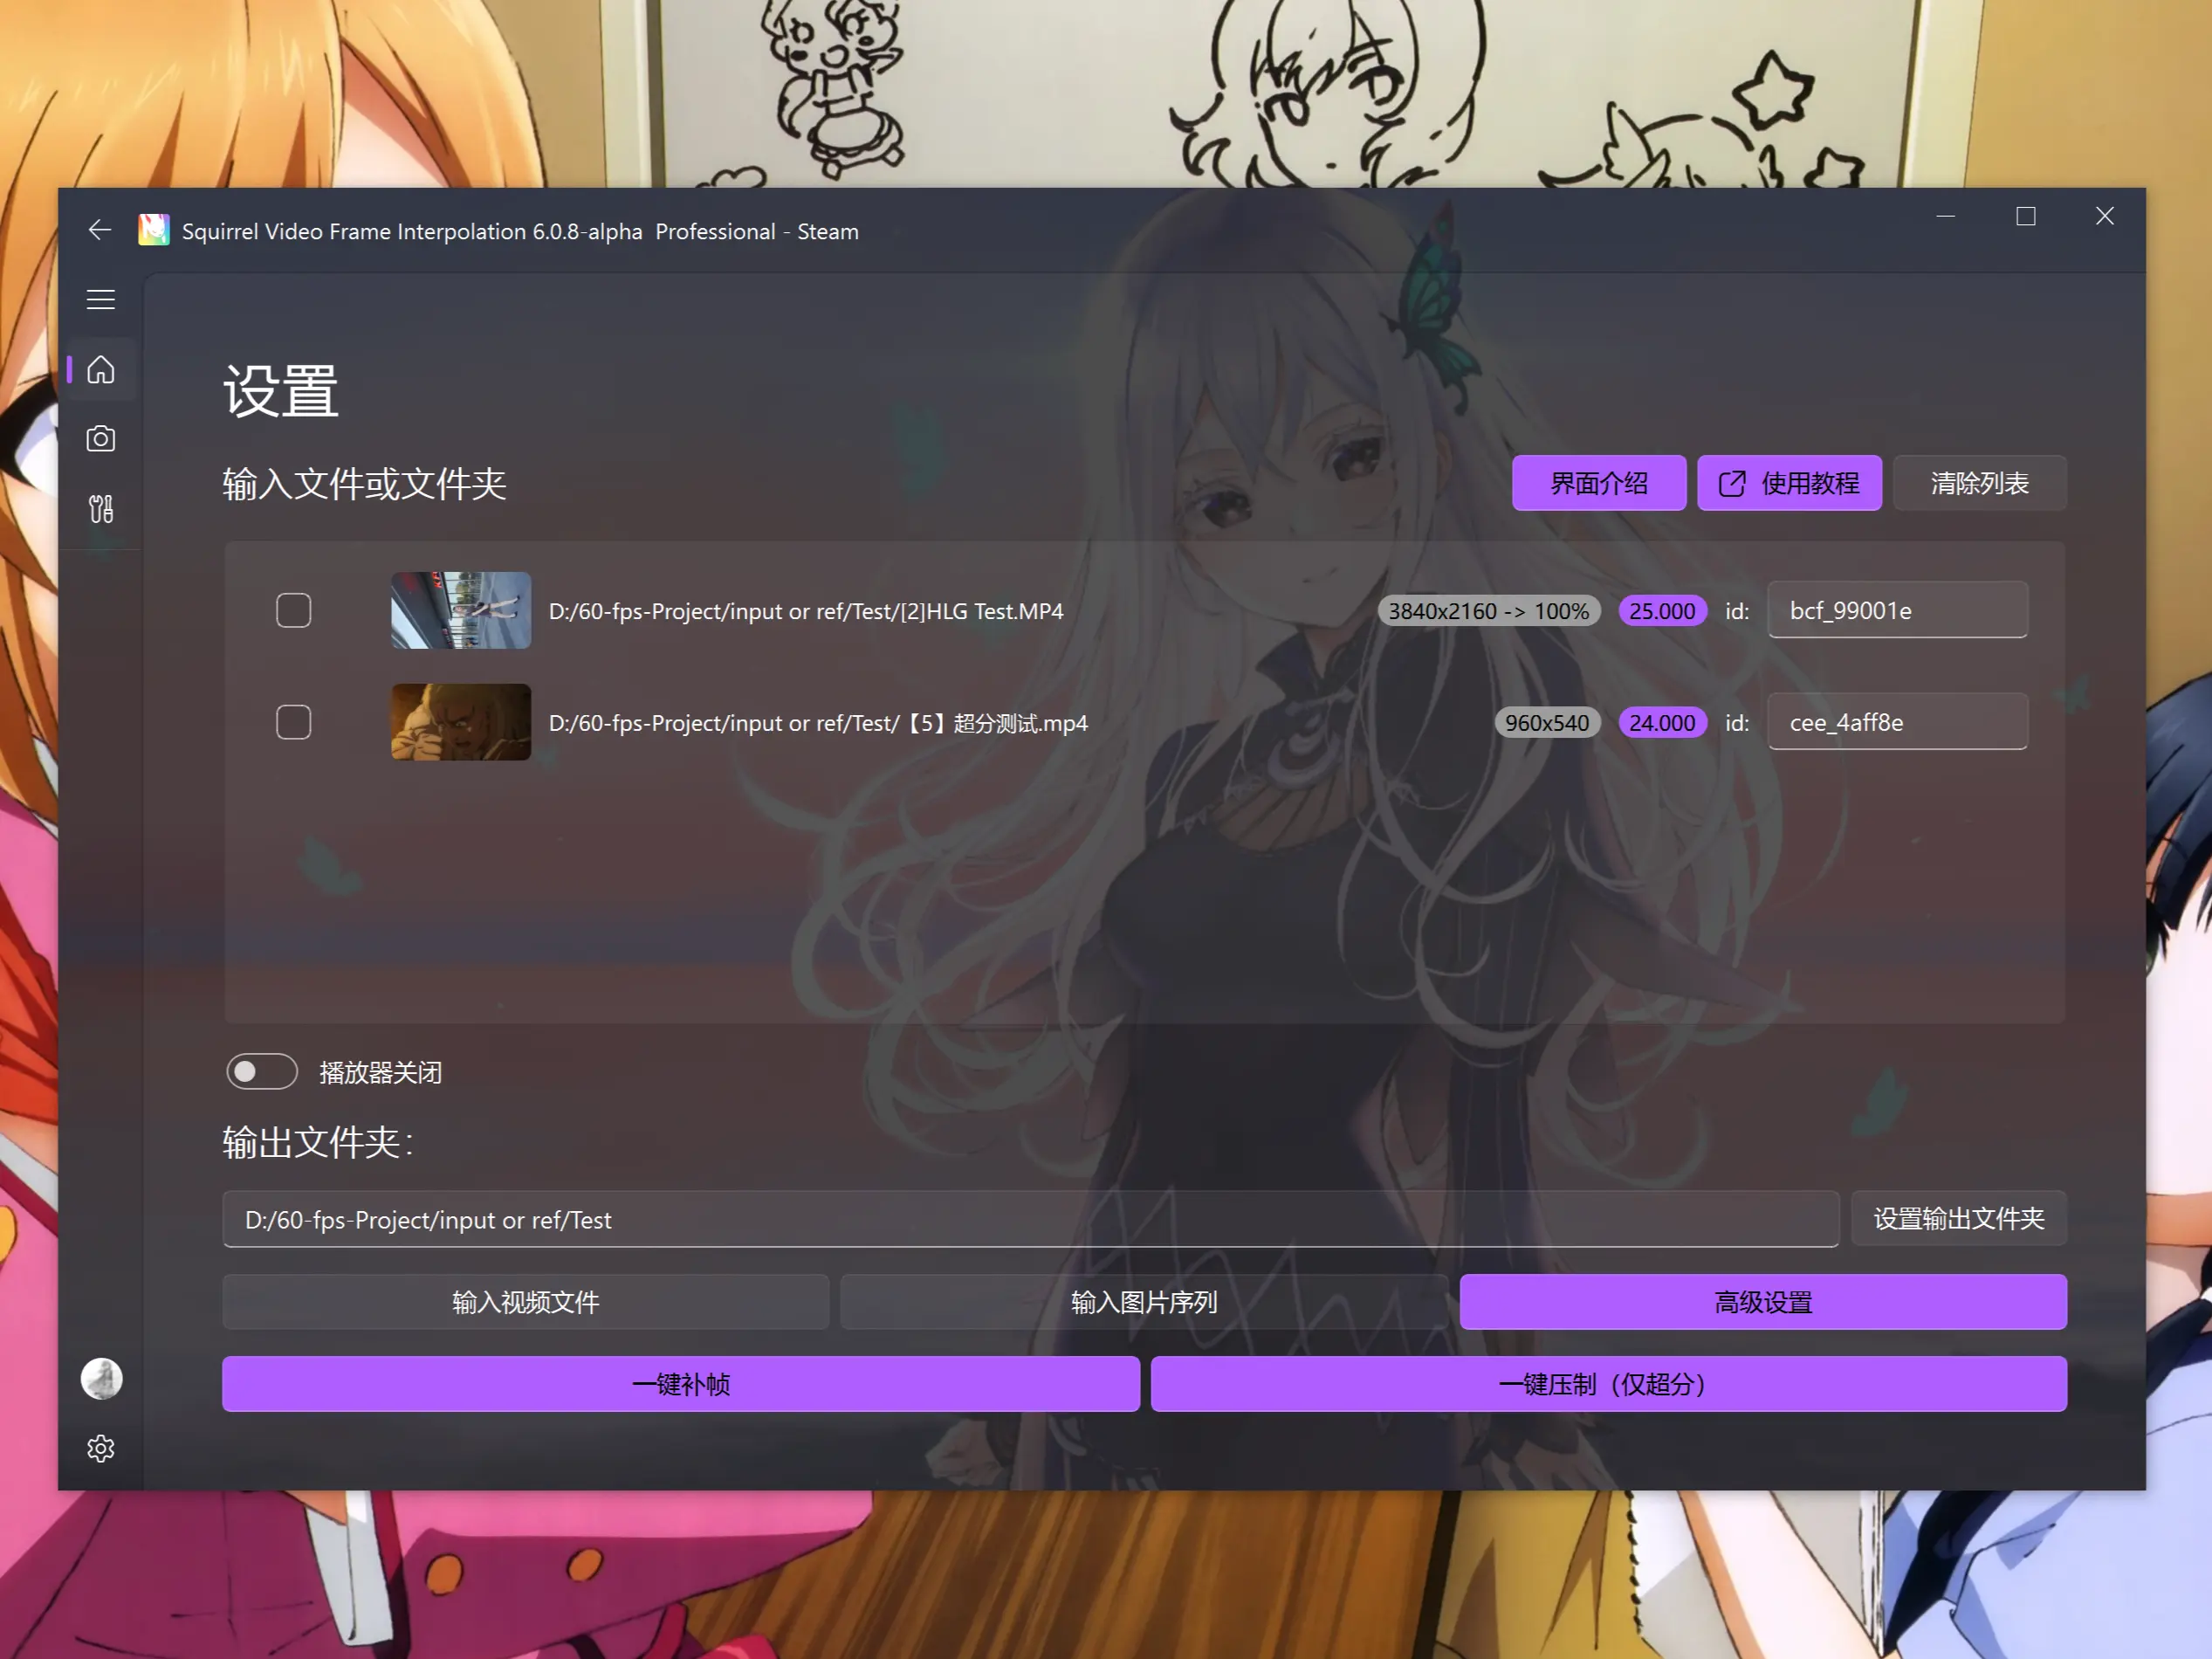 Squirrel Video Frame Interpolation 6.0.8-alpha  Professional - Steam
设置
输入文件或文件夹
界面介绍
使用教程
清除列表
D:/60-fps-Project/input or ref/Test/[2]HLG Test.MP4
3840x2160 -> 100%
25.000
id:
bcf_99001e
D:/60-fps-Project/input or ref/Test/【5】超分测试.mp4
960x540
24.000
id:
cee_4aff8e
播放器关闭
输出文件夹：
D:/60-fps-Project/input or ref/Test
设置输出文件夹
输入视频文件
输入图片序列
高级设置
一键补帧
一键压制（仅超分）